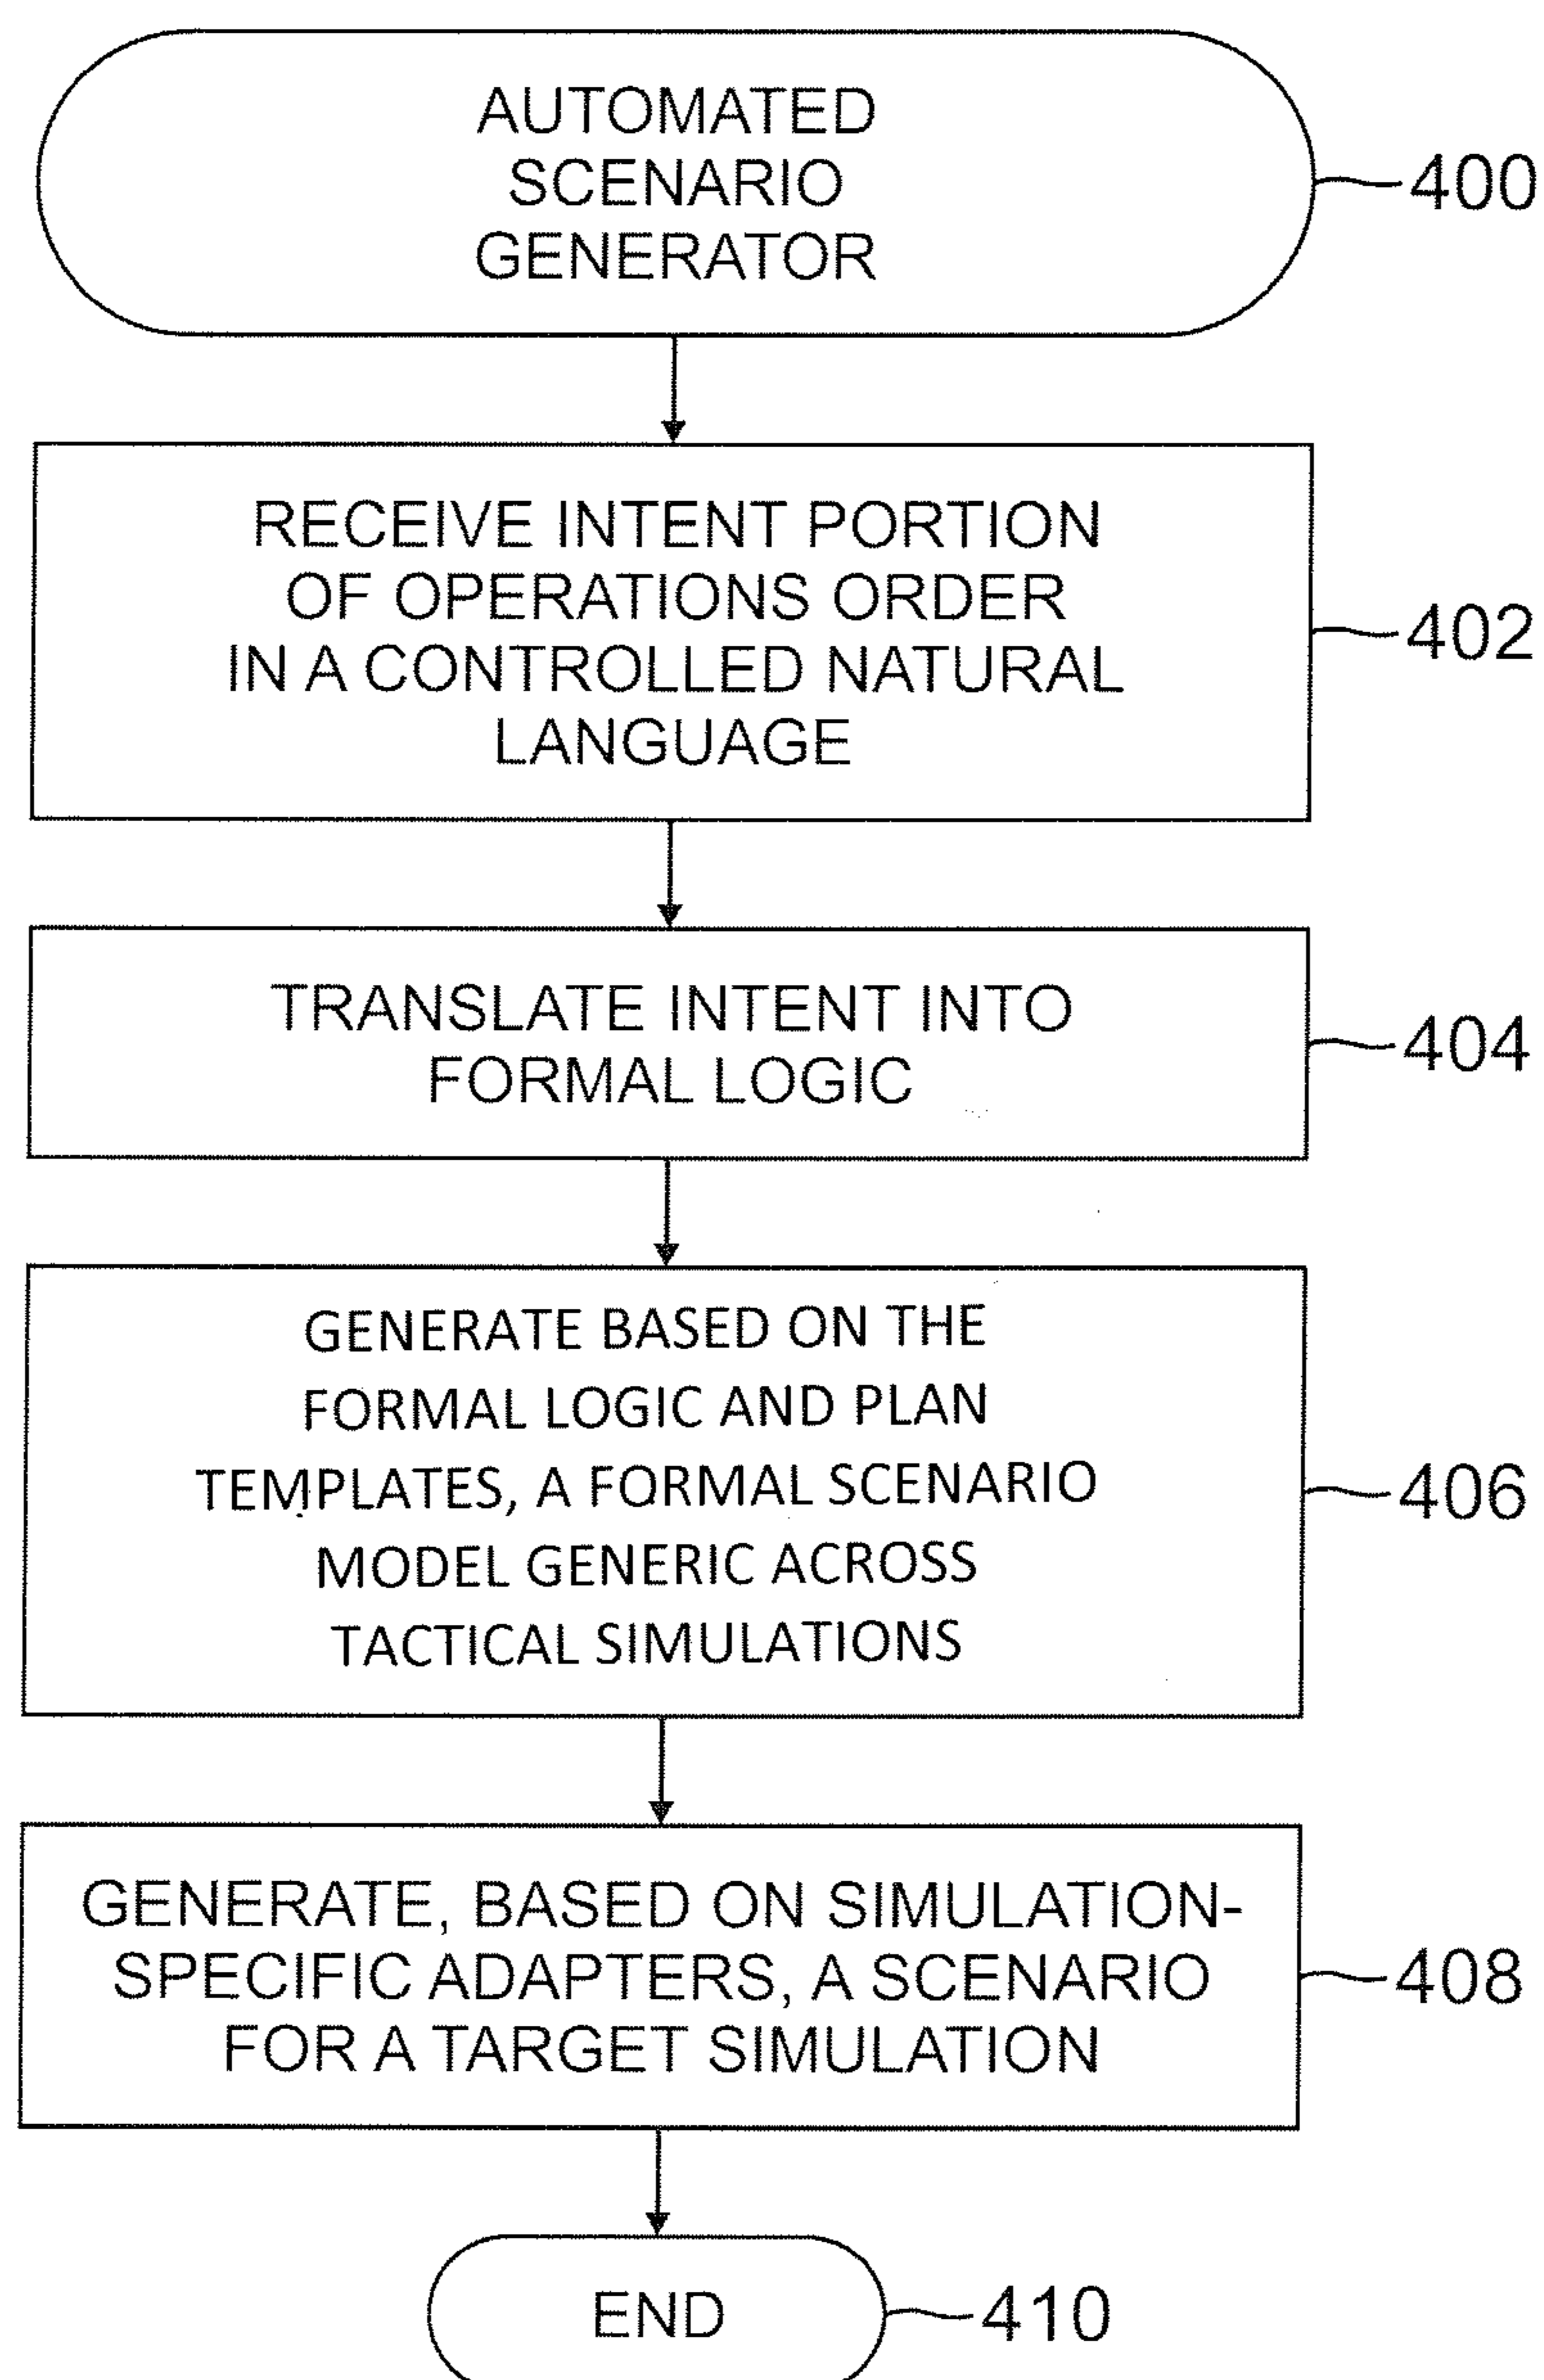 AUTOMATED
SCENARIO
GENERATOR
400
RECEIVE INTENT PORTION
OF OPERATIONS ORDER
IN A CONTROLLED NATURAL
LANGUAGE
402
TRANSLATE INTENT INTO
FORMAL LOGIC
404
GENERATE BASED ON THE
FORMAL LOGIC AND PLAN
TEMPLATES, A FORMAL SCENARIO
MODEL GENERIC ACROSS
TACTICAL SIMULATIONS
406
GENERATE, BASED ON SIMULATION-
SPECIFIC ADAPTERS, A SCENARIO
FOR A TARGET SIMULATION
408
END
410